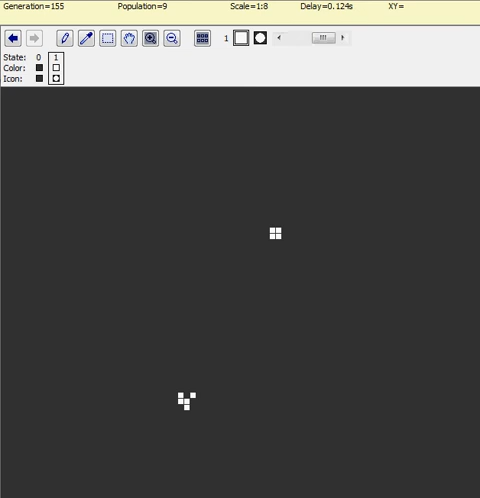 Generation=155 Population=9 Scale=1:8 Delay=0.124s XY=
1
State: 0 1
Color:
Icon: